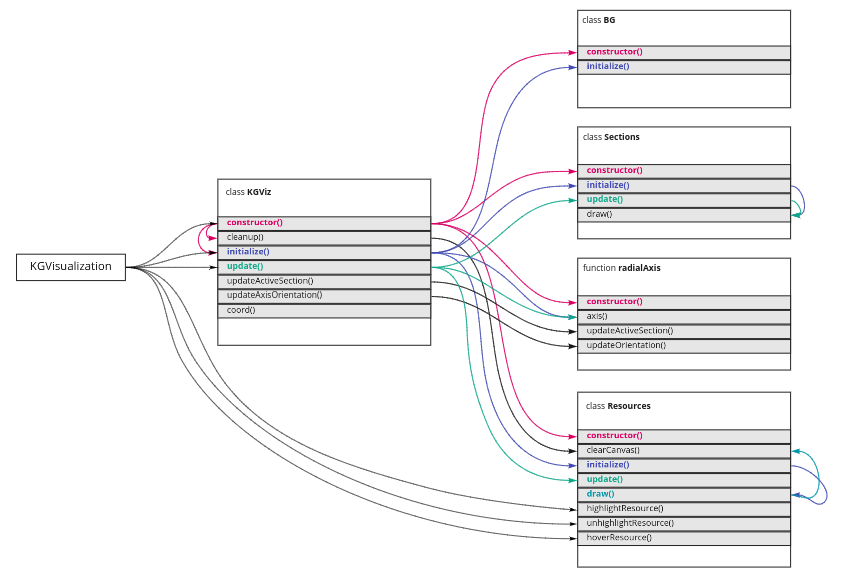 KGVisualization
class KGViz
constructor()
cleanup()
initialize()
update()
updateActiveSection()
updateAxisOrientation()
coord()
class BG
constructor()
initialize()
class Sections
constructor()
initialize()
update()
draw()
function radialAxis
constructor()
axis()
updateActiveSection()
updateOrientation()
class Resources
constructor()
clearCanvas()
initialize()
update()
draw()
highlightResource()
unhighlightResource()
hoverResource()